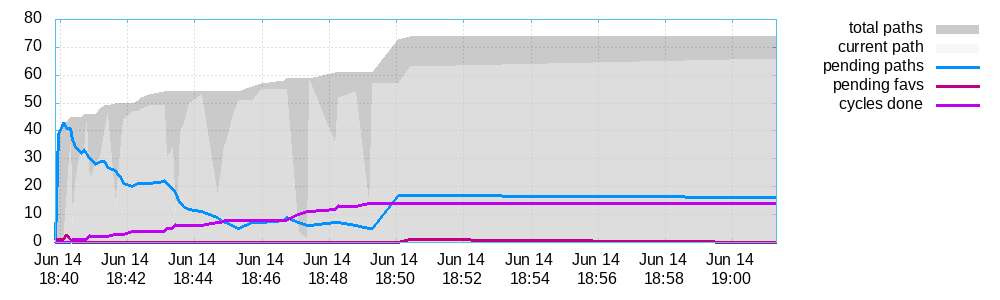 80
70
60
50
40
30
20
10
0
Jun 14 Jun 14 Jun 14 Jun 14 Jun 14 Jun 14 Jun 14 Jun 14 Jun 14 Jun 14 Jun 14
18:40 18:42 18:44 18:46 18:48 18:50 18:52 18:54 18:56 18:58 19:00
total paths
current path
pending paths
pending favs
cycles done